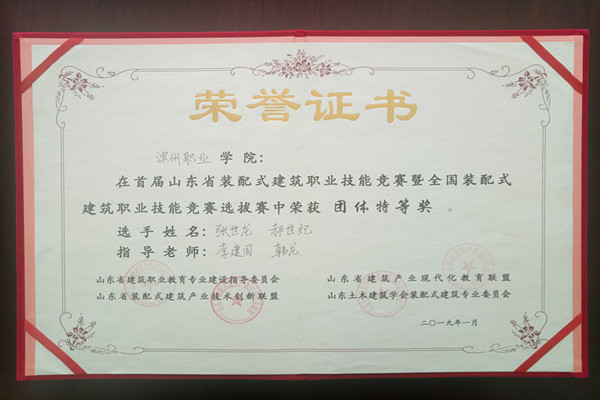 荣誉证书
滨州职业 学院：
在首届山东省装配式建筑职业技能竞赛暨全国装配式
建筑职业技能竞赛选拔赛中荣获 团体特等奖 。
选手姓名：张世龙 郝世纪
指导老师：李建国 韩龙
山东省建筑职业教育专业建设指导委员会 山东省建筑产业现代化教育联盟
山东省装配式建筑产业技术创新联盟 山东土木建筑学会装配式建筑专业委员会
二〇一九年一月